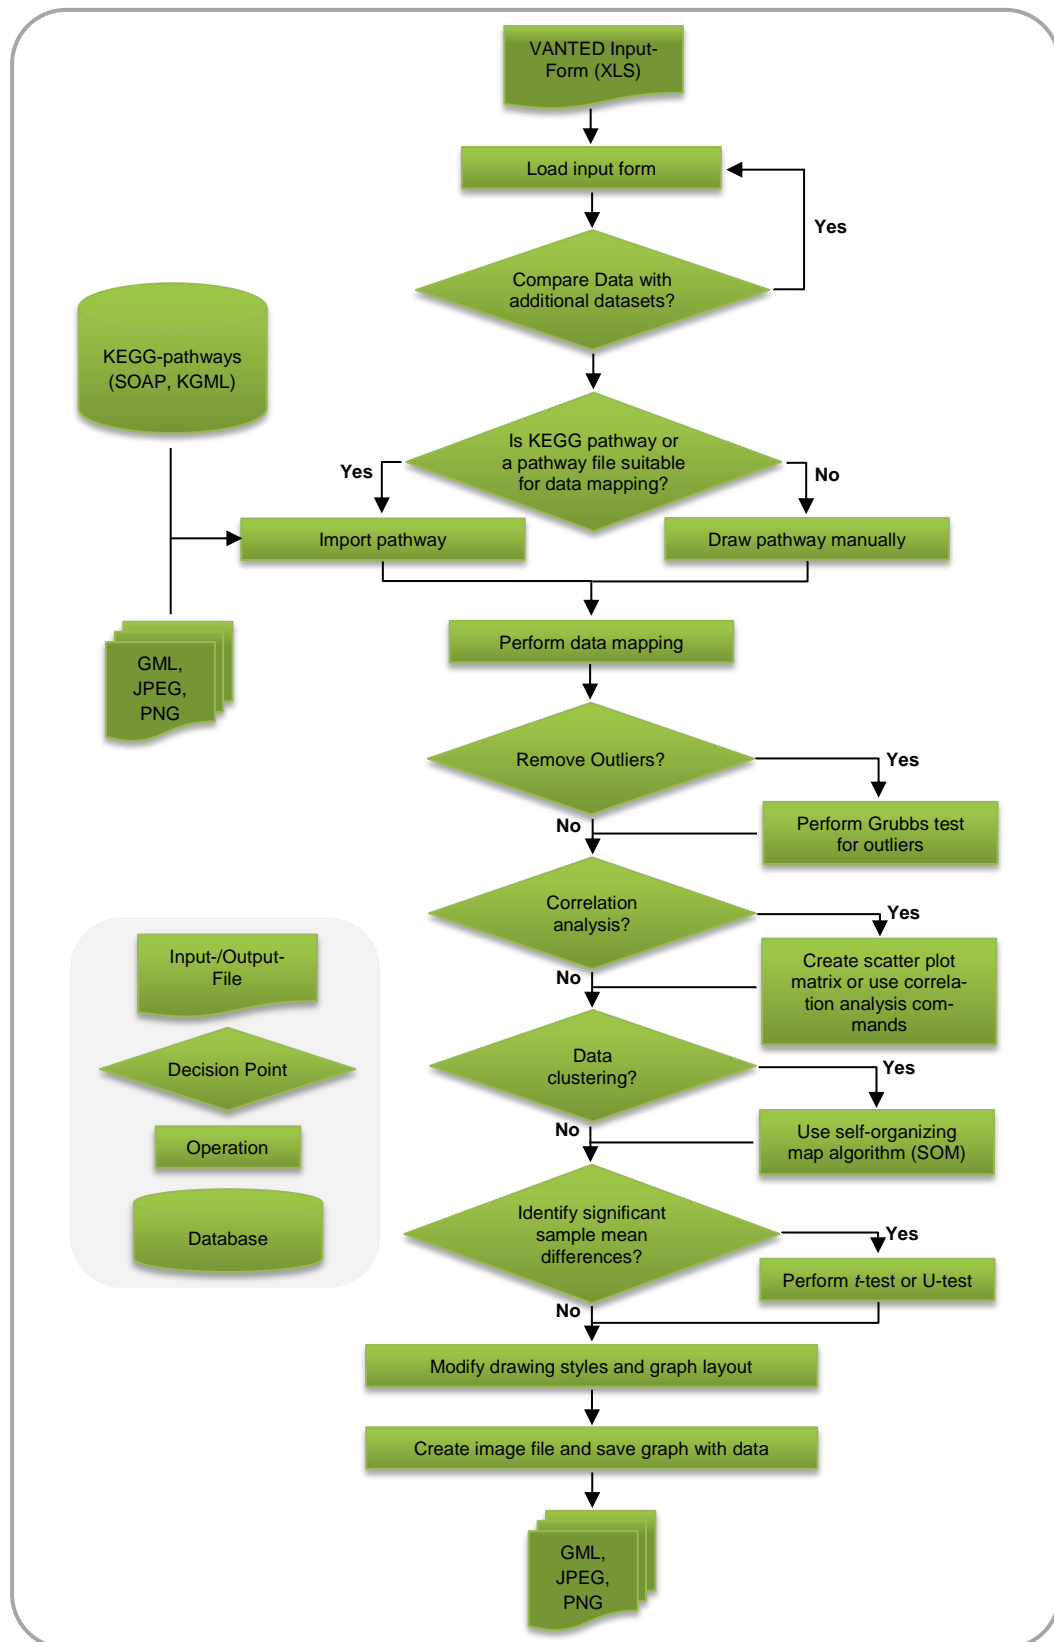 VANTED Input-
Form (XLS)
Load input form
Yes
Compare Data with
additional datasets?
KEGG-pathways
(SOAP, KGML)
Is KEGG pathway or
a pathway file suitable
for data mapping?
Yes
No
Import pathway
Draw pathway manually
GML,
JPEG,
PNG
Perform data mapping
Remove Outliers?
Yes
No
Perform Grubbs test
for outliers
Correlation
analysis?
Yes
No
Create scatter plot
matrix or use correla-
tion analysis com-
mands
Input-/Output-
File
Decision Point
Operation
Database
Data
clustering?
Yes
No
Use self-organizing
map algorithm (SOM)
Identify significant
sample mean
differences?
Yes
No
Perform t-test or U-test
Modify drawing styles and graph layout
Create image file and save graph with data
GML,
JPEG,
PNG